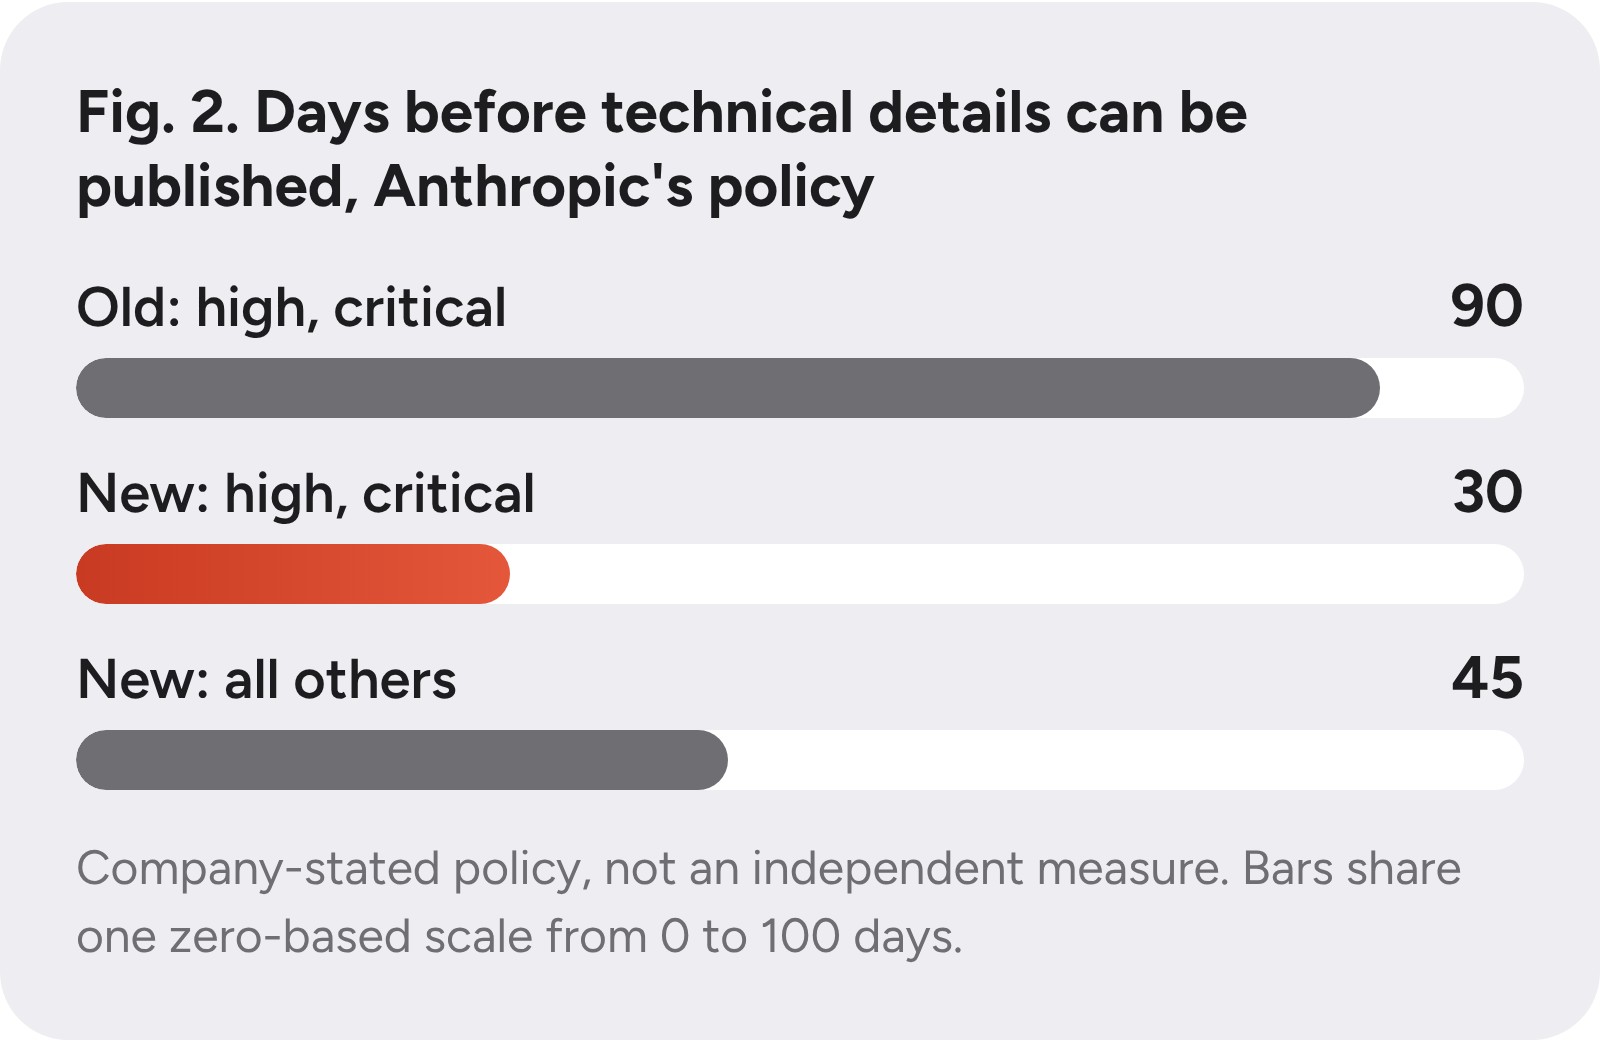 Fig. 2. Days before technical details can be
published, Anthropic's policy
Old: high, critical 90
New: high, critical 30
New: all others 45
Company-stated policy, not an independent measure. Bars share
one zero-based scale from 0 to 100 days.